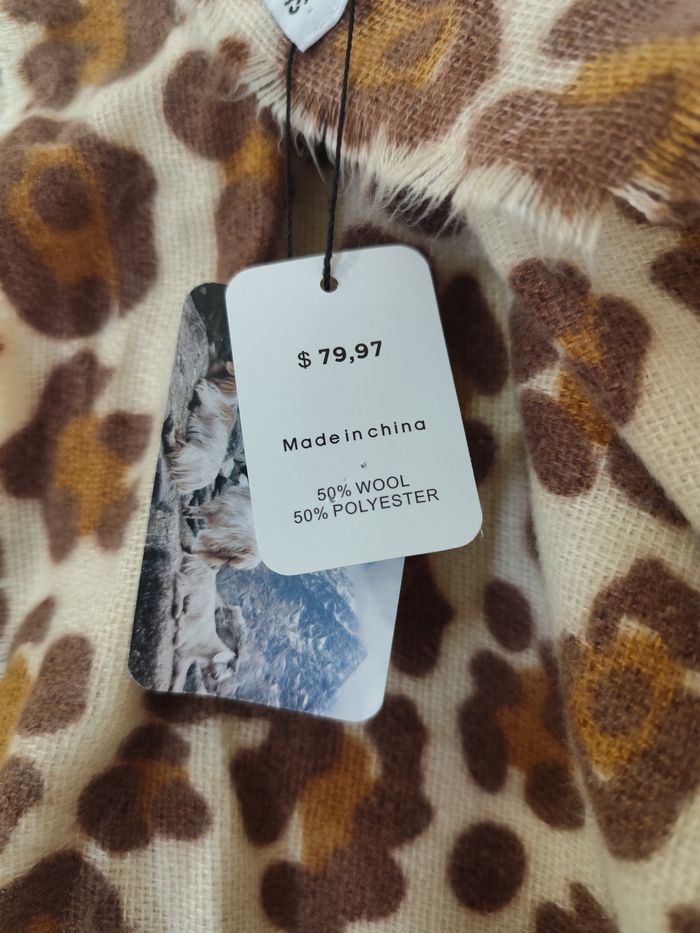 $ 79,97
Made in china
50% WOOL
50% POLYESTER